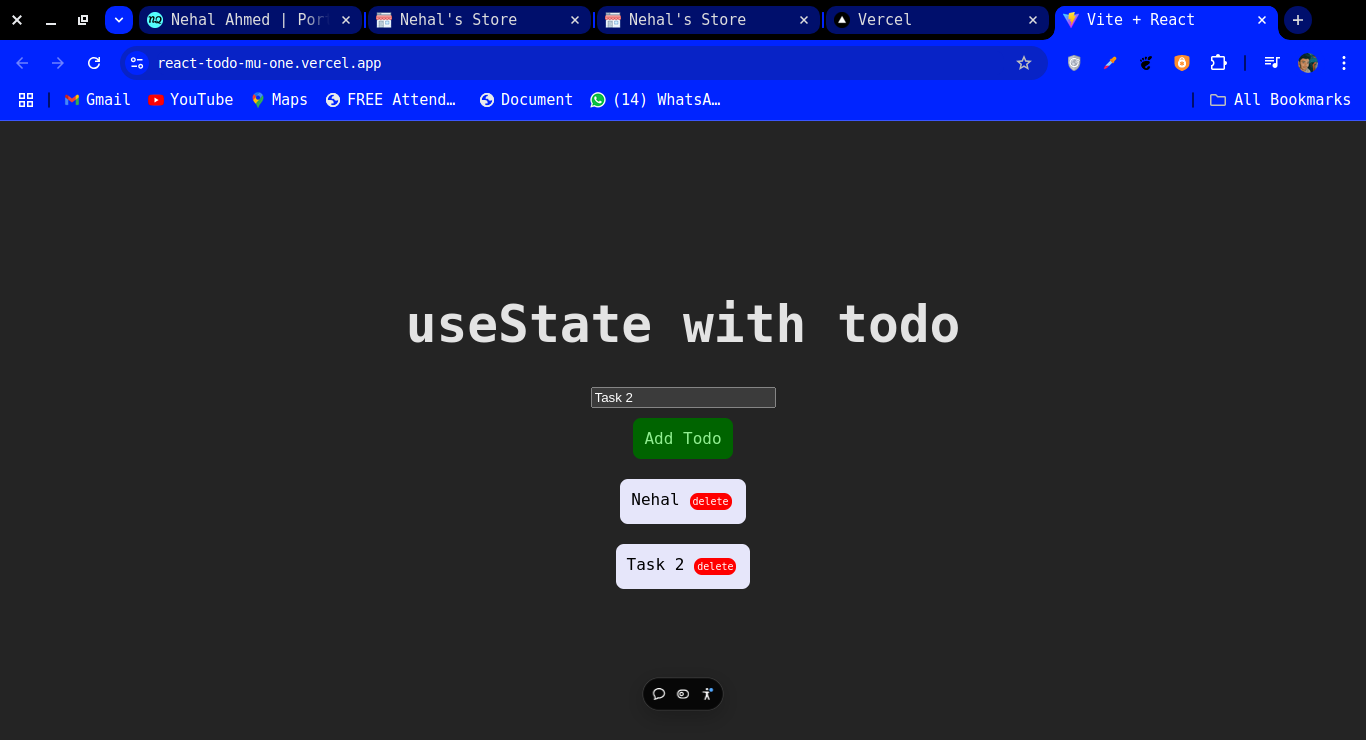 Nehal Ahmed | Por
Nehal's Store
Nehal's Store
Vercel
Vite + React
react-todo-mu-one.vercel.app
Gmail
YouTube
Maps
FREE Attend…
Document
(14) WhatsA…
All Bookmarks
useState with todo
Task 2
Add Todo
Nehal delete
Task 2 delete